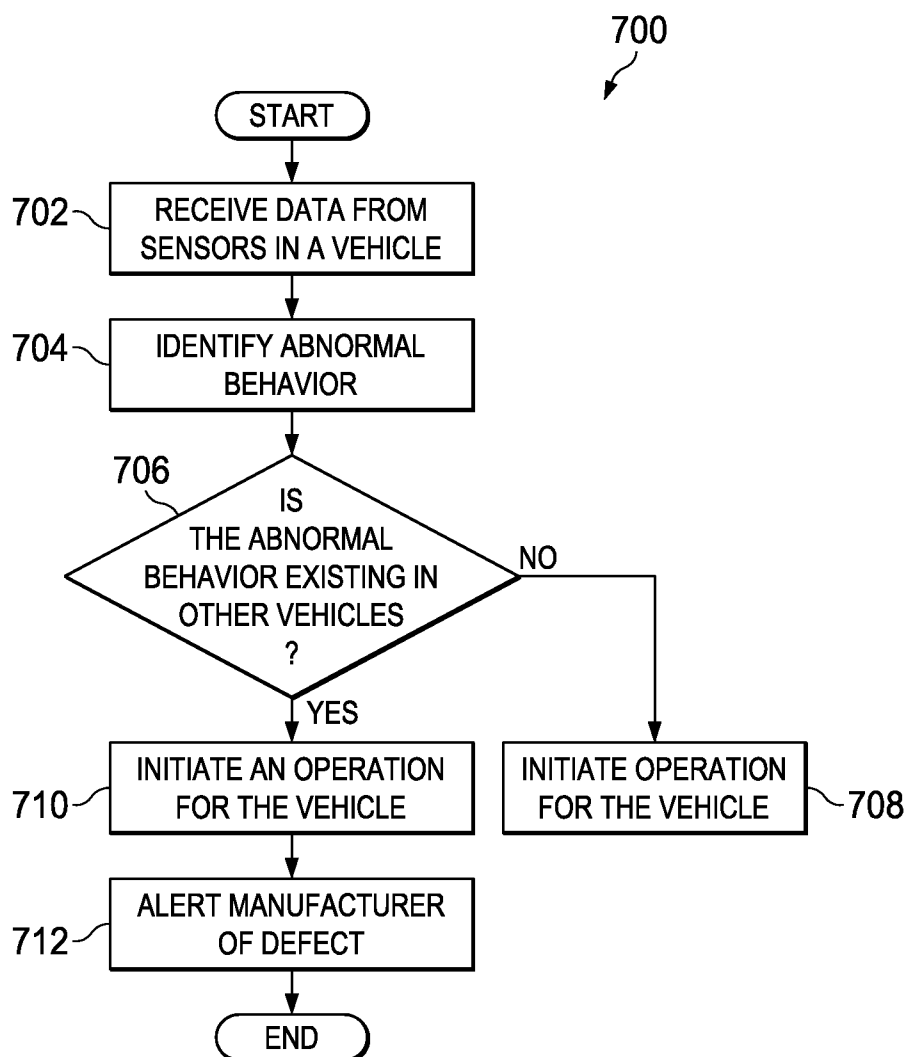 700
START
702
RECEIVE DATA FROM
SENSORS IN A VEHICLE
704
IDENTIFY ABNORMAL
BEHAVIOR
706
IS
THE ABNORMAL
BEHAVIOR EXISTING IN
OTHER VEHICLES
?
NO
YES
710
INITIATE AN OPERATION
FOR THE VEHICLE
INITIATE OPERATION
FOR THE VEHICLE
708
712
ALERT MANUFACTURER
OF DEFECT
END